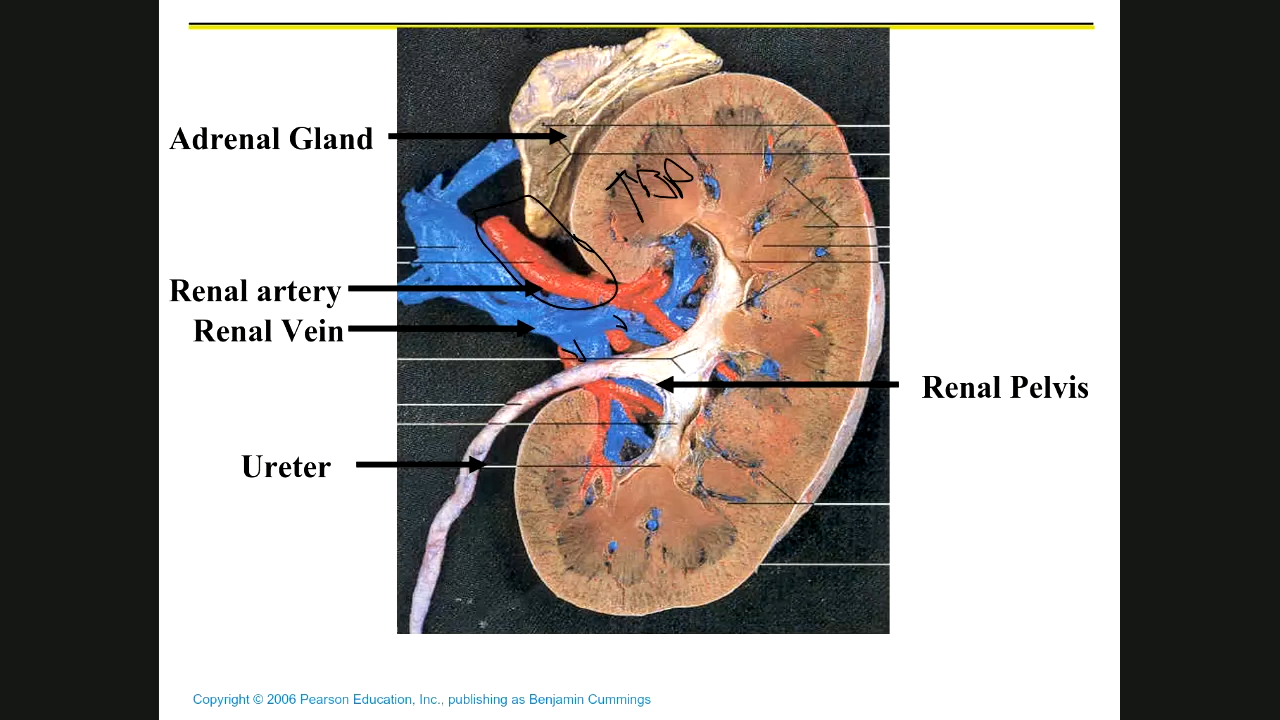 Adrenal Gland
Renal artery
Renal Vein
Renal Pelvis
Ureter
Copyright © 2006 Pearson Education, Inc., publishing as Benjamin Cummings